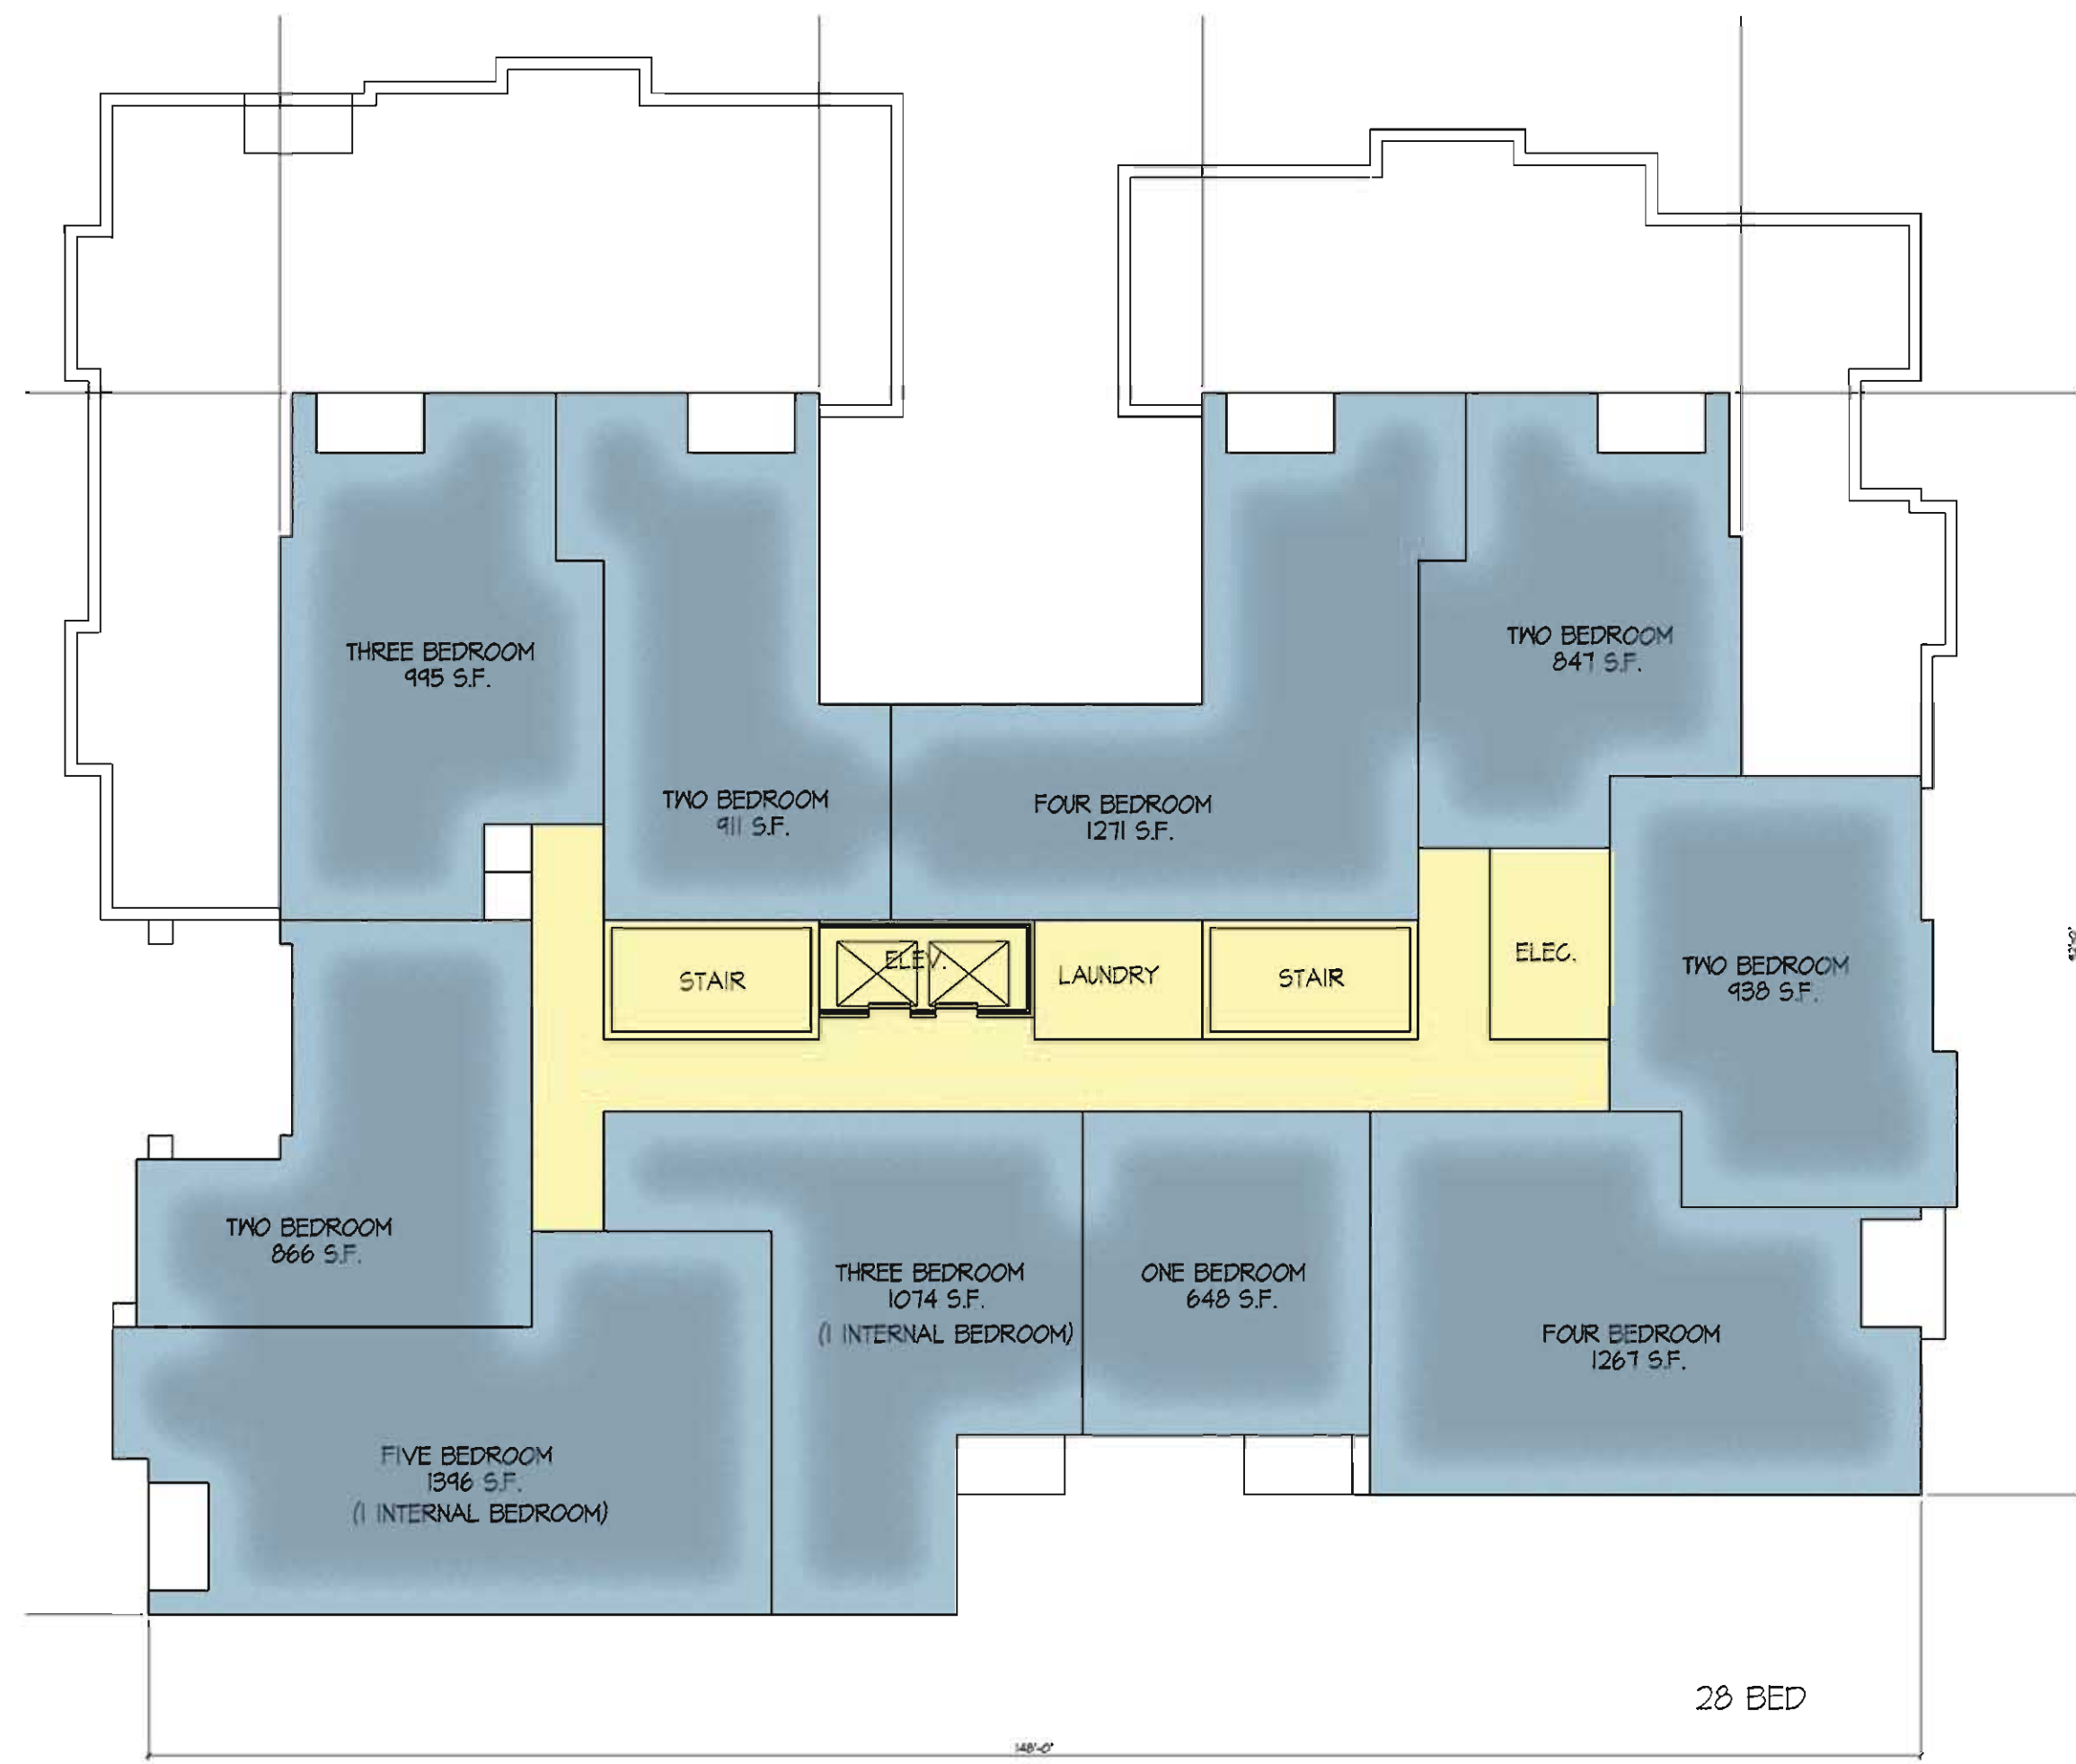 TWO BEDROOM
847 S.F.
THREE BEDROOM
995 S.F.
TWO BEDROOM
911 S.F.
FOUR BEDROOM
1271 S.F.
STAIR
ELEV.
LAUNDRY
STAIR
ELEC.
TWO BEDROOM
938 S.F.
TWO BEDROOM
866 S.F.
THREE BEDROOM
1074 S.F.
(1 INTERNAL BEDROOM)
ONE BEDROOM
648 S.F.
FOUR BEDROOM
1267 S.F.
FIVE BEDROOM
1396 S.F.
(1 INTERNAL BEDROOM)
28 BED
148'-0"